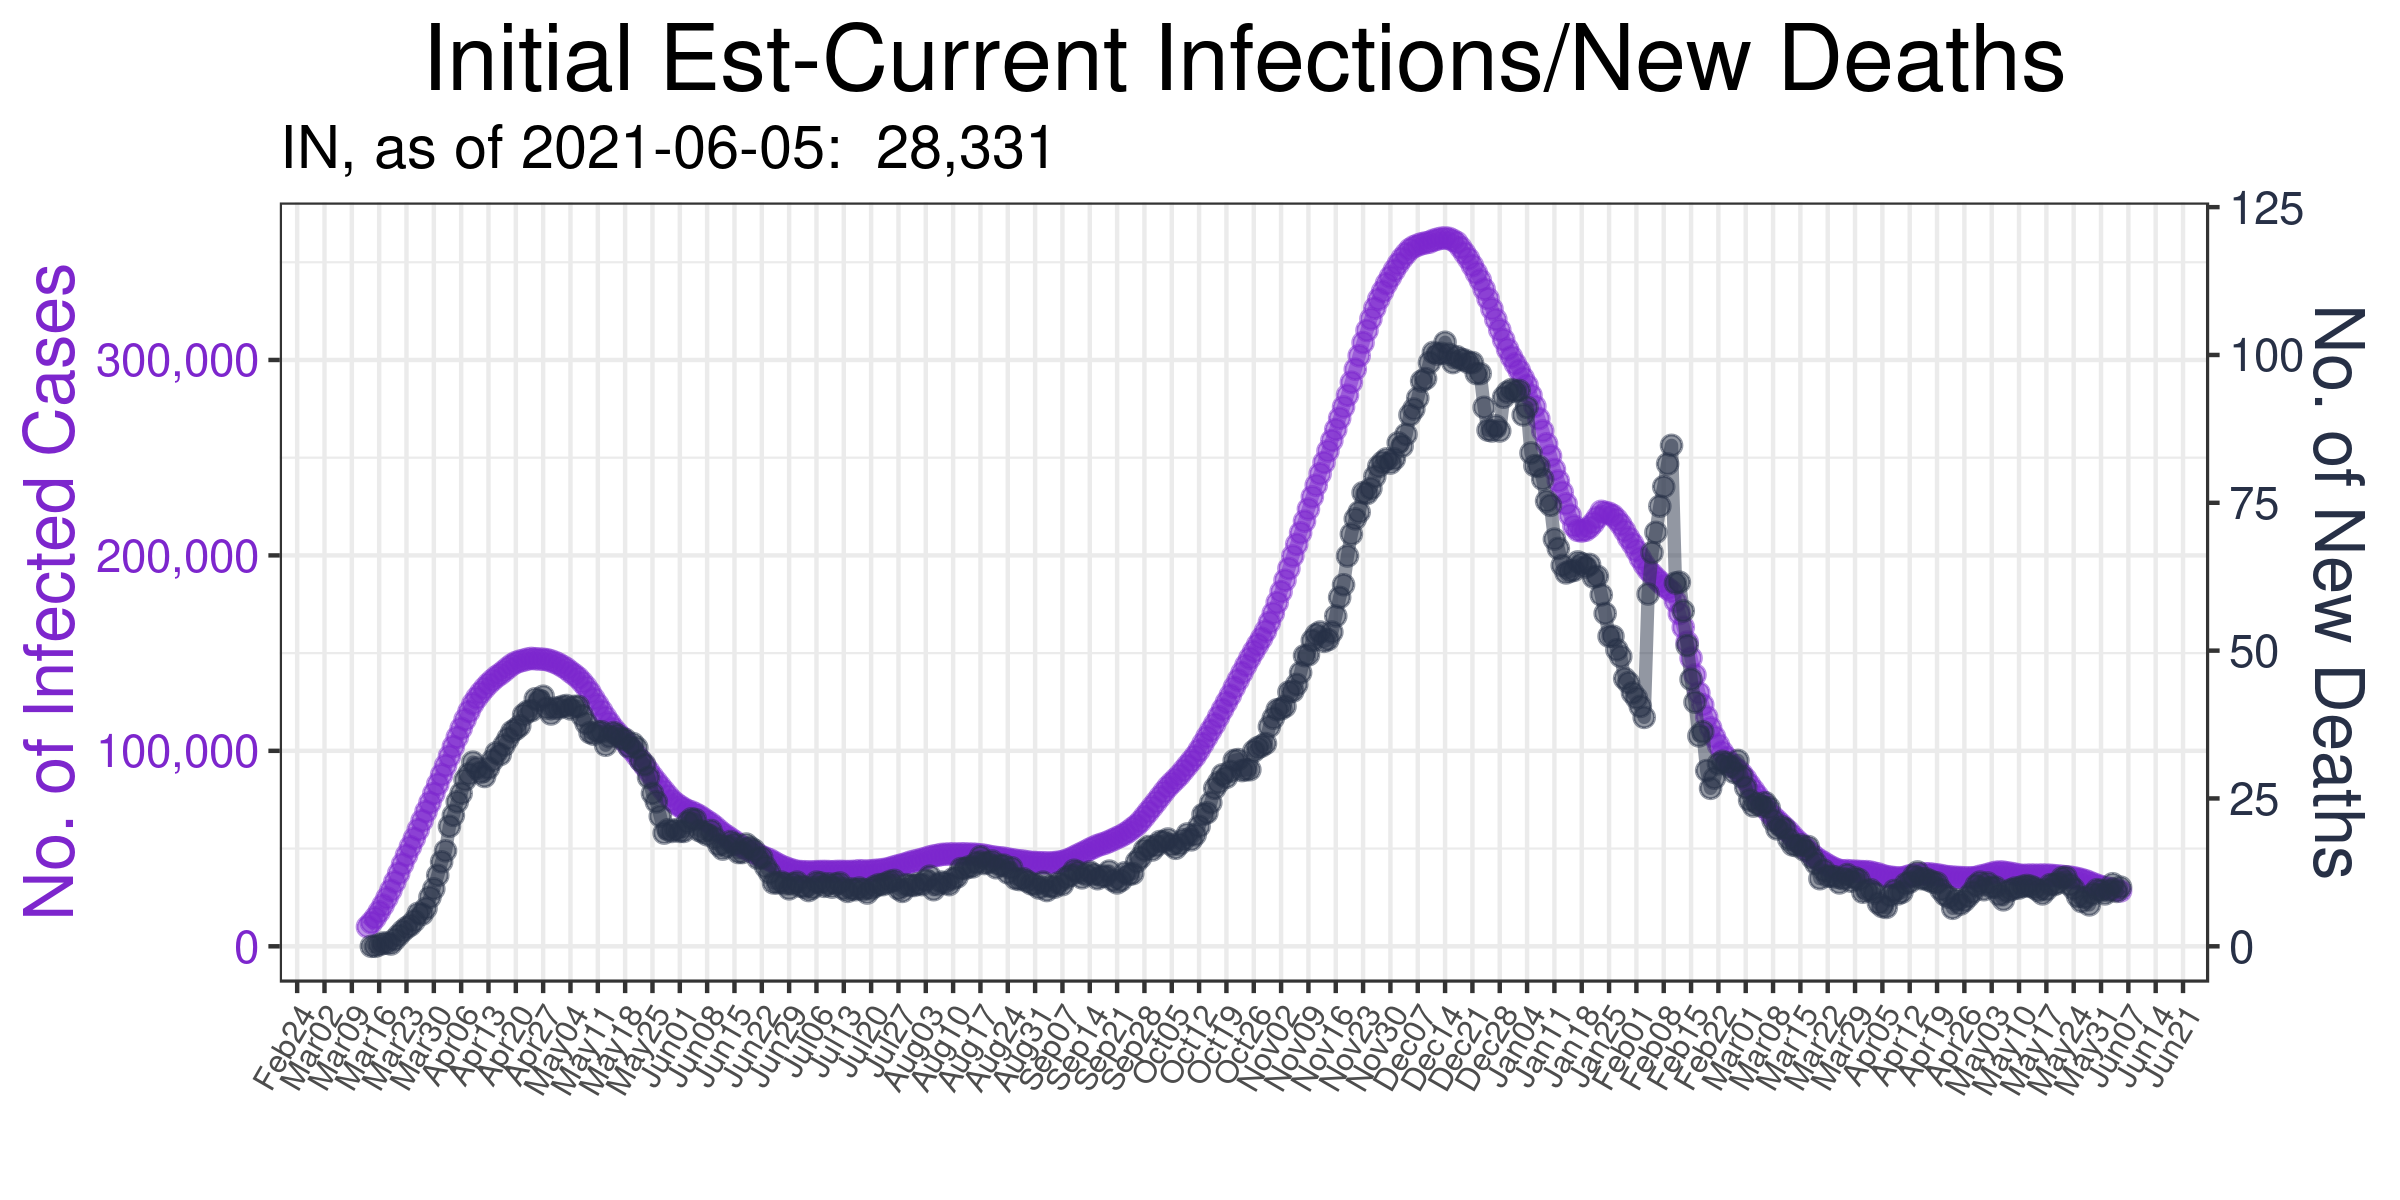 Initial Est-Current Infections/New Deaths
IN, as of 2021-06-05:  28,331
No. of Infected Cases
300,000
200,000
100,000
0
125
100
75
50
25
0
No. of New Deaths
Feb24
Mar02
Mar09
Mar16
Mar23
Mar30
Apr06
Apr13
Apr20
Apr27
May04
May11
May18
May25
Jun01
Jun08
Jun15
Jun22
Jun29
Jul06
Jul13
Jul20
Jul27
Aug03
Aug10
Aug17
Aug24
Aug31
Sep07
Sep14
Sep21
Sep28
Oct05
Oct12
Oct19
Oct26
Nov02
Nov09
Nov16
Nov23
Nov30
Dec07
Dec14
Dec21
Dec28
Jan04
Jan11
Jan18
Jan25
Feb01
Feb08
Feb15
Feb22
Mar01
Mar08
Mar15
Mar22
Mar29
Apr05
Apr12
Apr19
Apr26
May03
May10
May17
May24
May31
Jun07
Jun14
Jun21